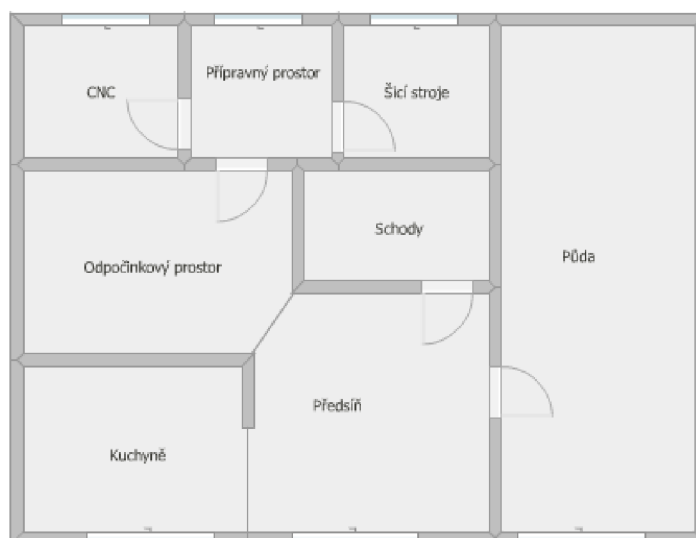 CNC
Přípravný prostor
Šicí stroje
Schody
Odpočinkový prostor
Půda
Předsíň
Kuchyně